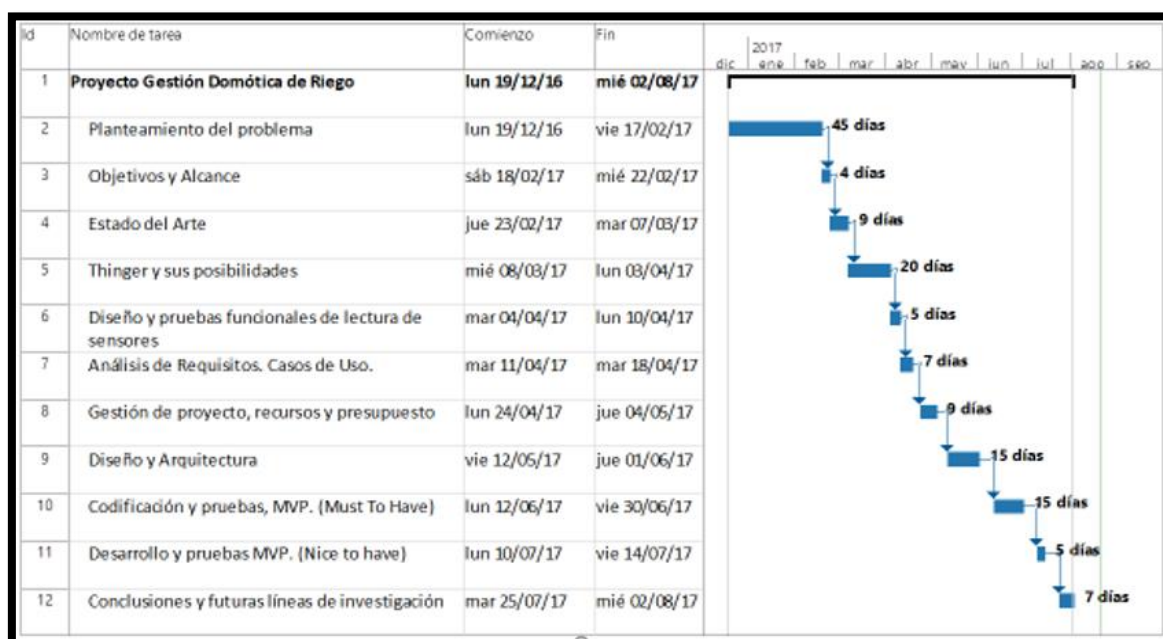 Id Nombre de tarea Comienzo Fin
2017
dic ene feb mar abr may jun jul ago sep
1 Proyecto Gestión Domótica de Riego lun 19/12/16 mié 02/08/17
2 Planteamiento del problema lun 19/12/16 vie 17/02/17 45 días
3 Objetivos y Alcance sáb 18/02/17 mié 22/02/17 4 días
4 Estado del Arte jue 23/02/17 mar 07/03/17 9 días
5 Thinger y sus posibilidades mié 08/03/17 lun 03/04/17 20 días
6 Diseño y pruebas funcionales de lectura de mar 04/04/17 lun 10/04/17 5 días
sensores
7 Análisis de Requisitos. Casos de Uso. mar 11/04/17 mar 18/04/17 7 días
8 Gestión de proyecto, recursos y presupuesto lun 24/04/17 jue 04/05/17 9 días
9 Diseño y Arquitectura vie 12/05/17 jue 01/06/17 15 días
10 Codificación y pruebas, MVP. (Must To Have) lun 12/06/17 vie 30/06/17 15 días
11 Desarrollo y pruebas MVP. (Nice to have) lun 10/07/17 vie 14/07/17 5 días
12 Conclusiones y futuras líneas de investigación mar 25/07/17 mié 02/08/17 7 días